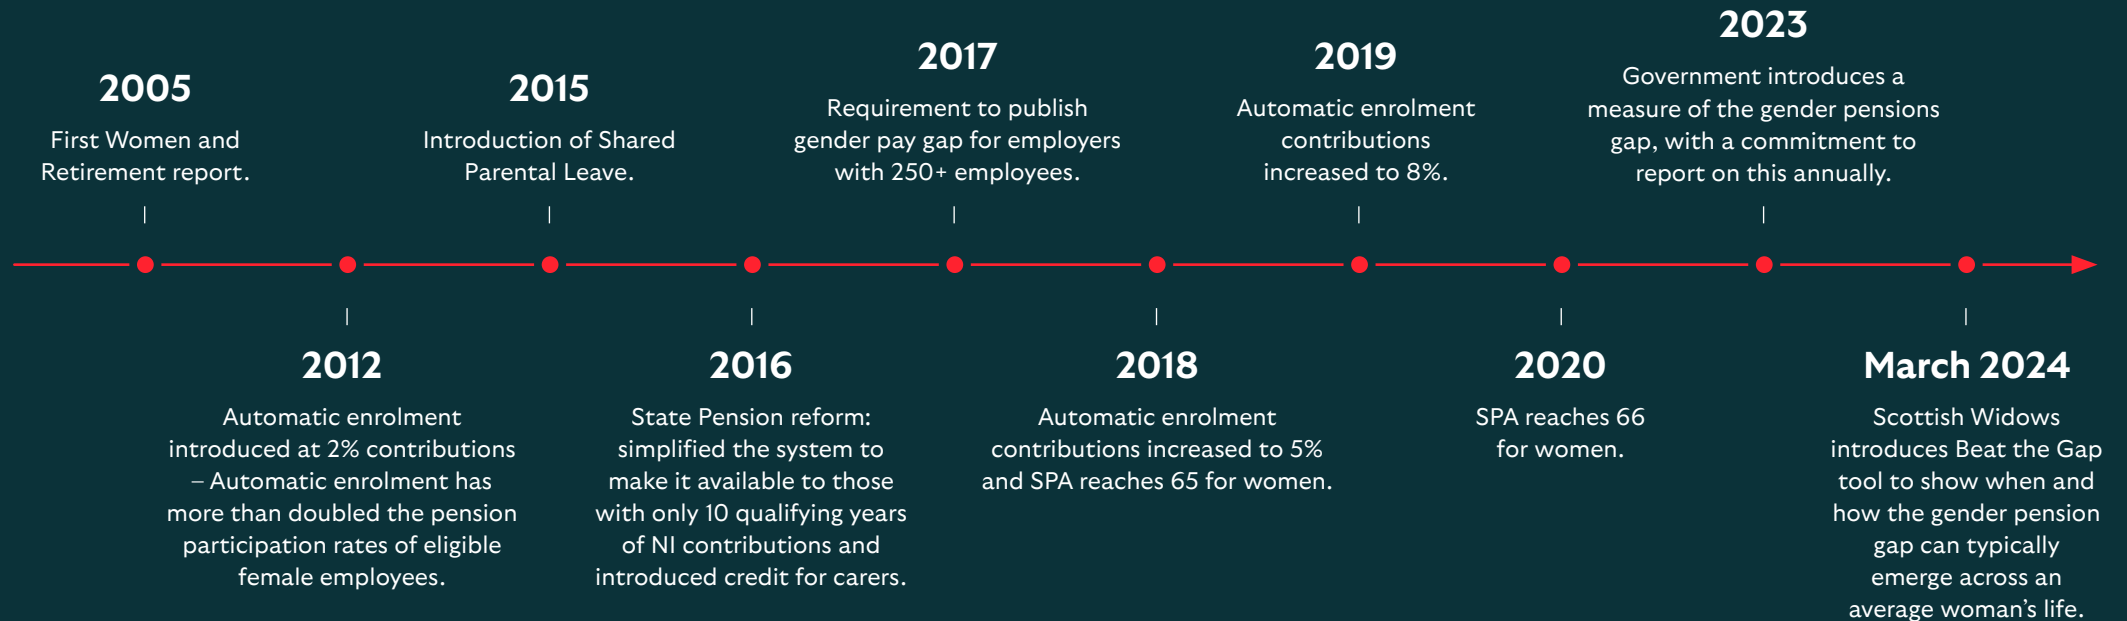 2005
First Women and
Retirement report.
2012
Automatic enrolment
introduced at 2% contributions
– Automatic enrolment has
more than doubled the pension
participation rates of eligible
female employees.
2015
Introduction of Shared
Parental Leave.
2016
State Pension reform:
simplified the system to
make it available to those
with only 10 qualifying years
of NI contributions and
introduced credit for carers.
2017
Requirement to publish
gender pay gap for employers
with 250+ employees.
2018
Automatic enrolment
contributions increased to 5%
and SPA reaches 65 for women.
2019
Automatic enrolment
contributions
increased to 8%.
2020
SPA reaches 66
for women.
2023
Government introduces a
measure of the gender pensions
gap, with a commitment to
report on this annually.
March 2024
Scottish Widows
introduces Beat the Gap
tool to show when and
how the gender pension
gap can typically
emerge across an
average woman’s life.